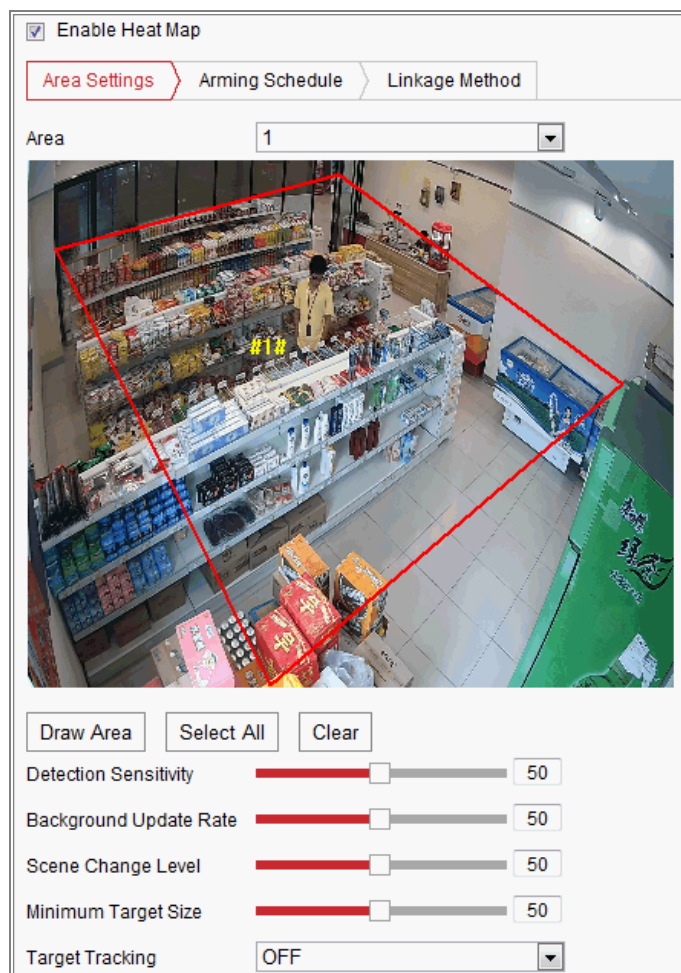 Enable Heat Map
Area Settings
Arming Schedule
Linkage Method
Area
1
#1#
Draw Area
Select All
Clear
Detection Sensitivity
50
Background Update Rate
50
Scene Change Level
50
Minimum Target Size
50
Target Tracking
OFF